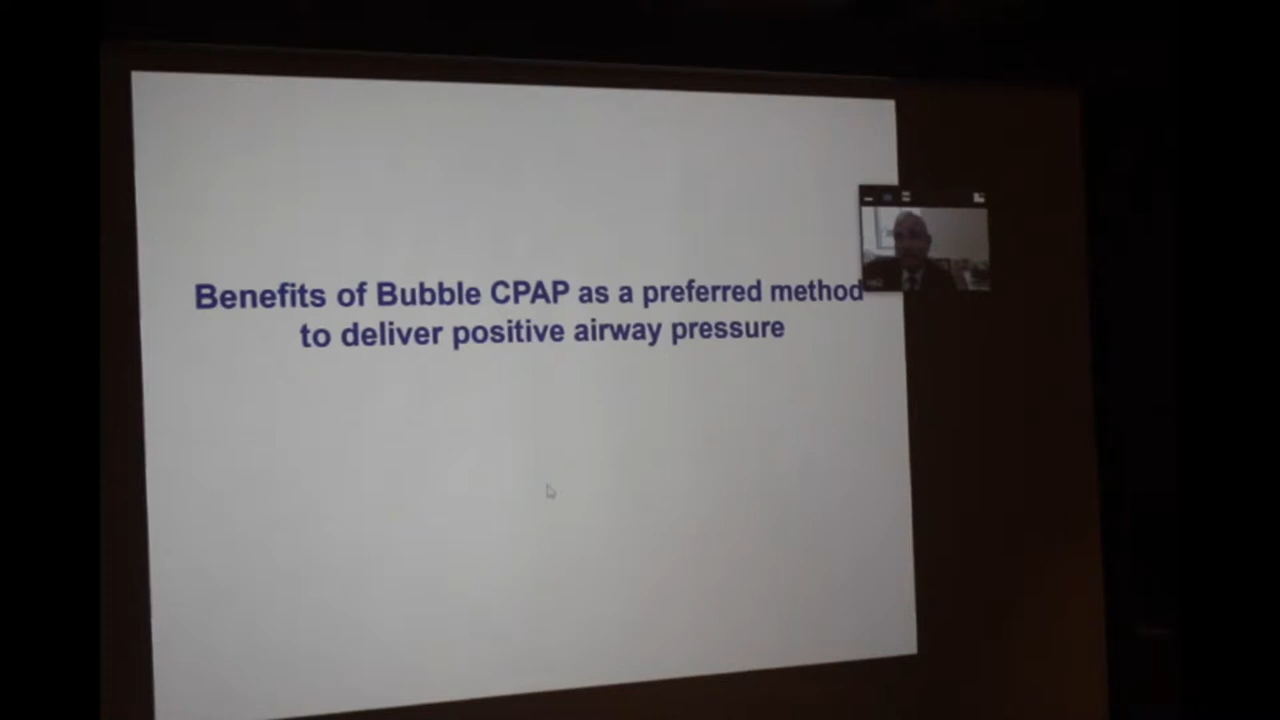 Benefits of Bubble CPAP as a preferred method
to deliver positive airway pressure